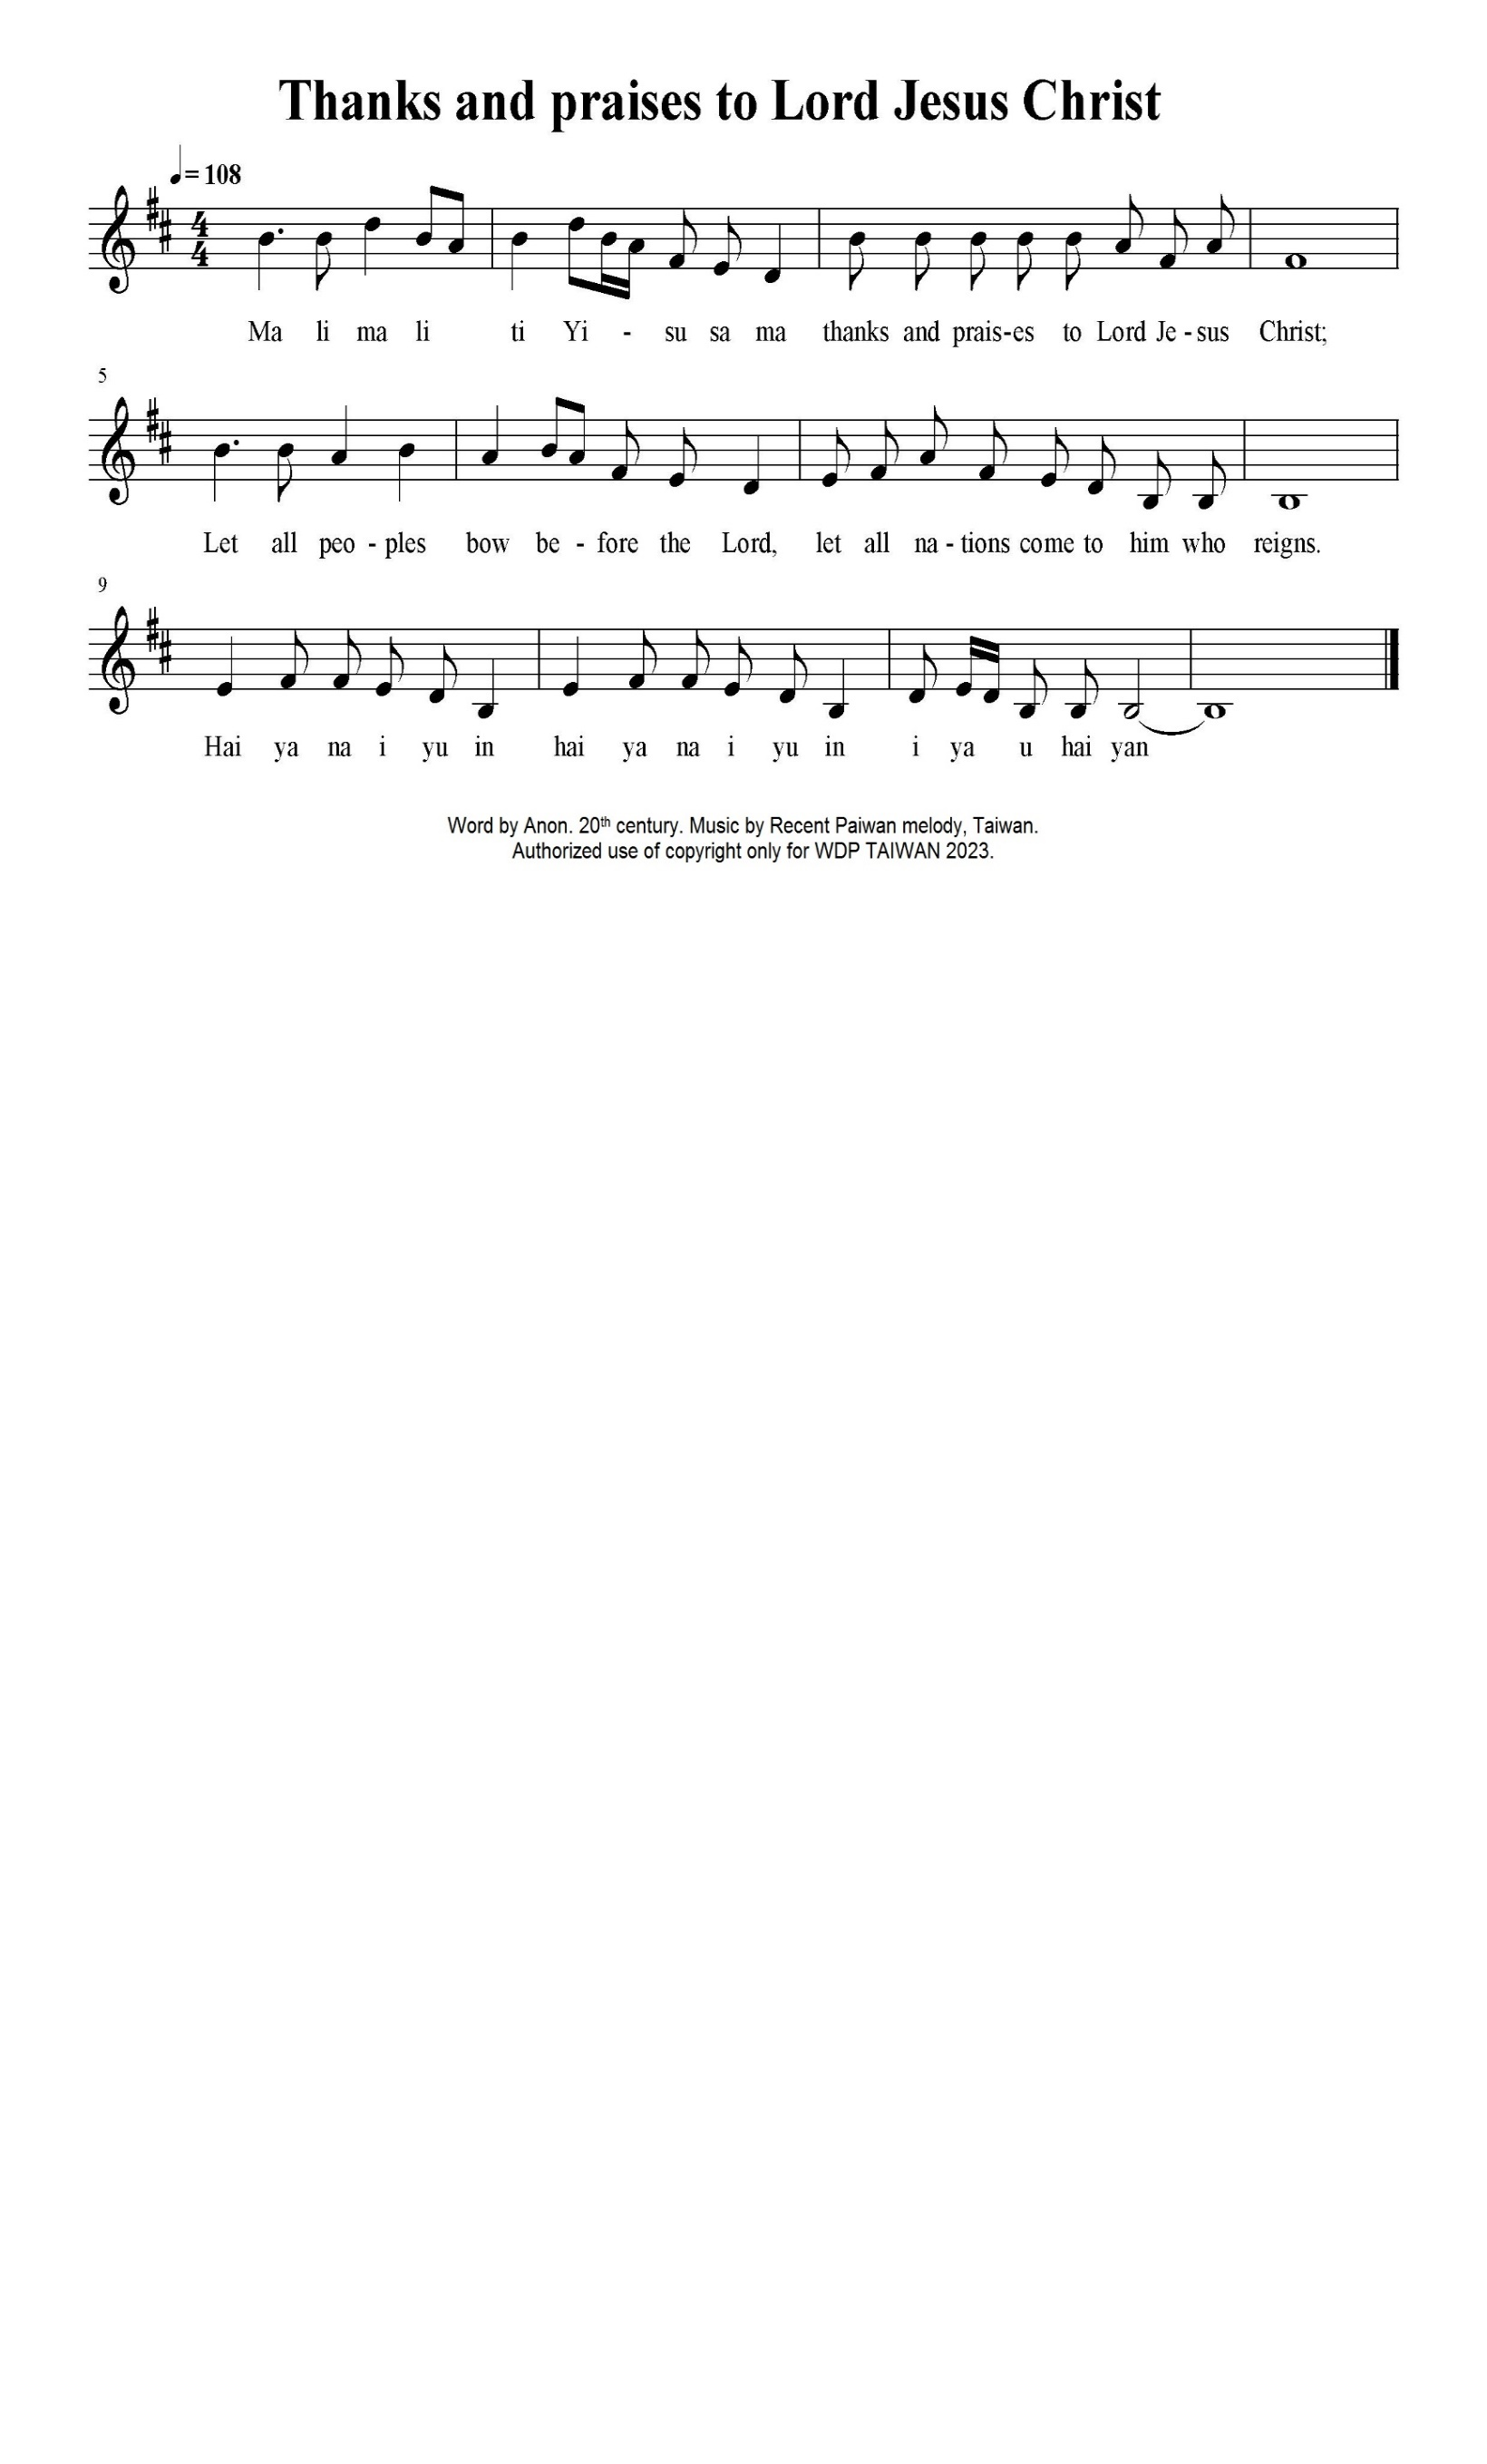 Thanks and praises to Lord Jesus Christ
= 108
4
4
Ma li ma li ti Yi - su sa ma thanks and prais-es to Lord Je - sus Christ;
5
Let all peo - ples bow be - fore the Lord, let all na - tions come to him who reigns.
9
Hai ya na i yu in hai ya na i yu in i ya u hai yan
Word by Anon. 20th century. Music by Recent Paiwan melody, Taiwan.
Authorized use of copyright only for WDP TAIWAN 2023.